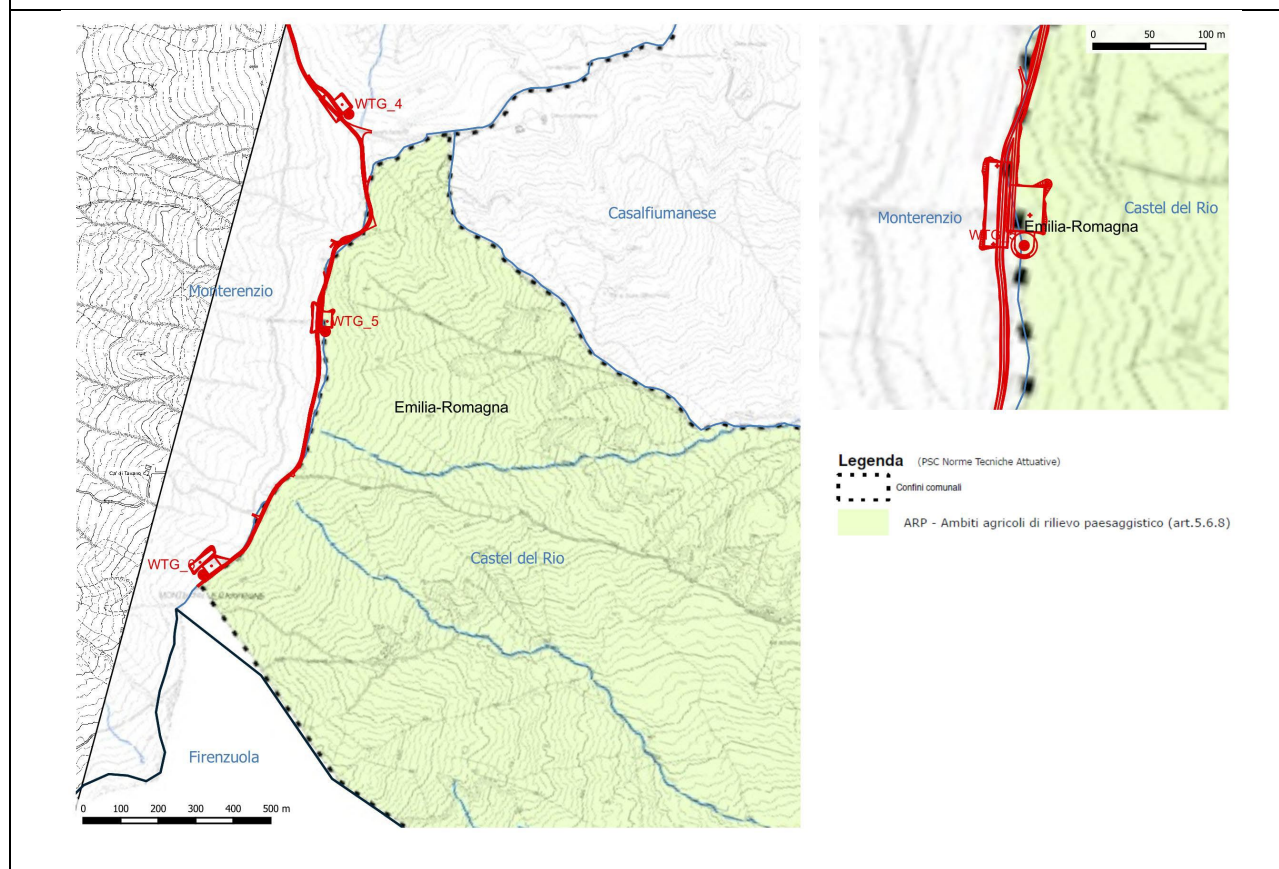 WTG_4
Casalfiumanese
Monterenzio
WTG_5
Emilia-Romagna
Castel del Rio
WTG_6
Firenzuola
0 100 200 300 400 500 m
0 50 100 m
Monterenzio
Castel del Rio
Emilia-Romagna
Legenda (PSC Norme Tecniche Attuative)
Confini comunali
ARP - Ambiti agricoli di rilievo paesaggistico (art.5.6.8)